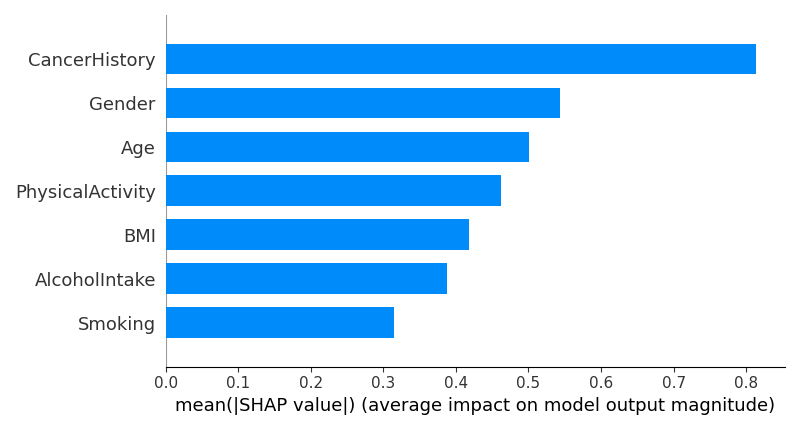 CancerHistory
Gender
Age
PhysicalActivity
BMI
AlcoholIntake
Smoking
0.0 0.1 0.2 0.3 0.4 0.5 0.6 0.7 0.8
mean(|SHAP value|) (average impact on model output magnitude)